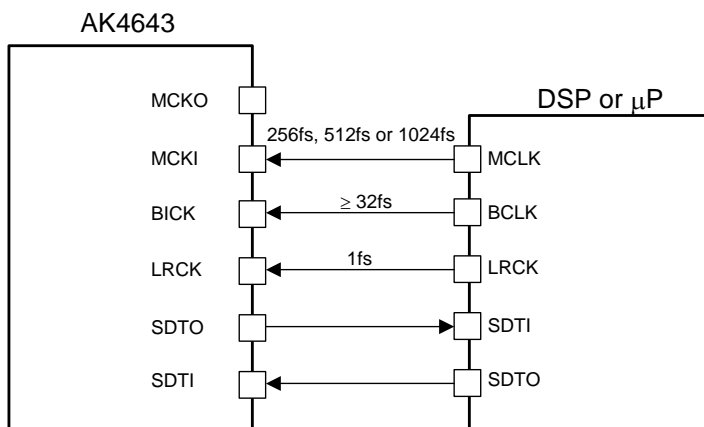 AK4643
DSP or μP
MCKO
256fs, 512fs or 1024fs
MCKI
MCLK
BICK
≥ 32fs
BCLK
LRCK
1fs
LRCK
SDTO
SDTI
SDTI
SDTO